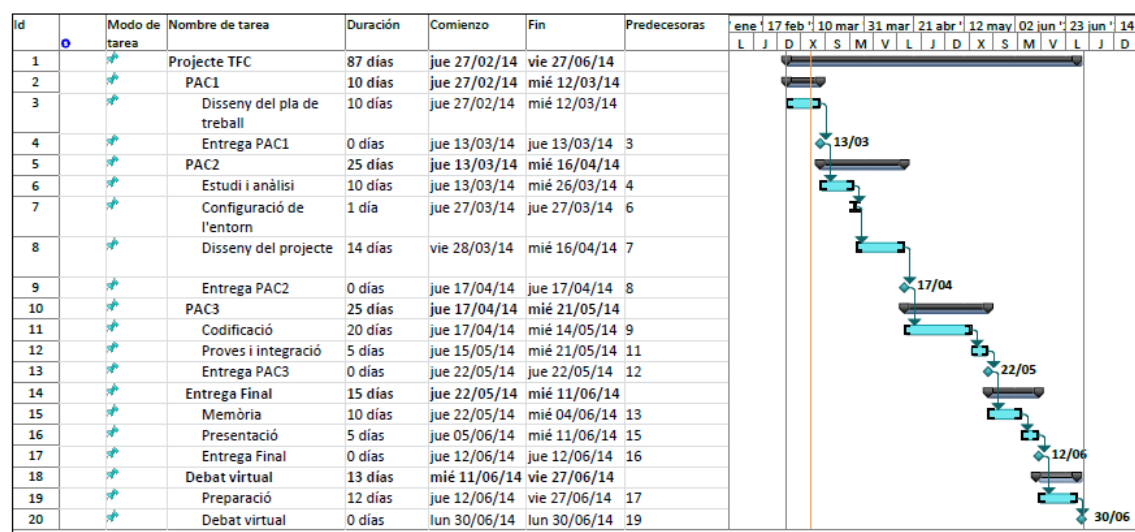 Id Modo de Nombre de tarea Duración Comienzo Fin Predecesoras ene ' 17 feb ' 10 mar 31 mar 21 abr ' 12 may 02 jun ' 23 jun ' 14
tarea L J D X S M V L J D X S M V L J D
1 Projecte TFC 87 días jue 27/02/14 vie 27/06/14
2 PAC1 10 días jue 27/02/14 mié 12/03/14
3 Disseny del pla de 10 días jue 27/02/14 mié 12/03/14
treball
4 Entrega PAC1 0 días jue 13/03/14 jue 13/03/14 3 13/03
5 PAC2 25 días jue 13/03/14 mié 16/04/14
6 Estudi i anàlisi 10 días jue 13/03/14 mié 26/03/14 4
7 Configuració de 1 día jue 27/03/14 jue 27/03/14 6
l'entorn
8 Disseny del projecte 14 días vie 28/03/14 mié 16/04/14 7
9 Entrega PAC2 0 días jue 17/04/14 jue 17/04/14 8 17/04
10 PAC3 25 días jue 17/04/14 mié 21/05/14
11 Codificació 20 días jue 17/04/14 mié 14/05/14 9
12 Proves i integració 5 días jue 15/05/14 mié 21/05/14 11
13 Entrega PAC3 0 días jue 22/05/14 jue 22/05/14 12 22/05
14 Entrega Final 15 días jue 22/05/14 mié 11/06/14
15 Memòria 10 días jue 22/05/14 mié 04/06/14 13
16 Presentació 5 días jue 05/06/14 mié 11/06/14 15
17 Entrega Final 0 días jue 12/06/14 jue 12/06/14 16 12/06
18 Debat virtual 13 días mié 11/06/14 vie 27/06/14
19 Preparació 12 días jue 12/06/14 vie 27/06/14 17
20 Debat virtual 0 días lun 30/06/14 lun 30/06/14 19 30/06